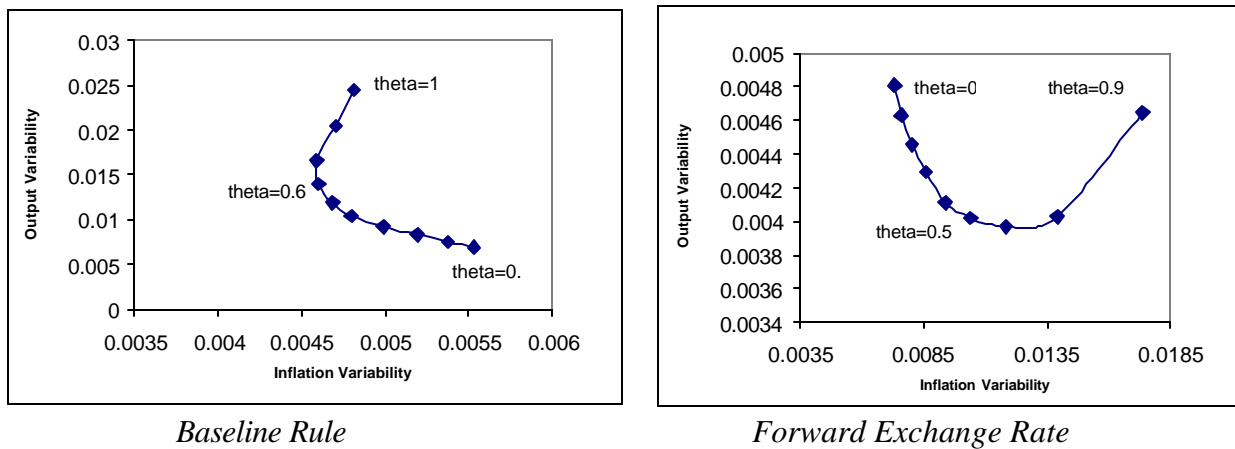 0.03
0.025
0.02
0.015
0.01
0.005
0
Output Variability
theta=1
theta=0.6
theta=0.
0.0035 0.004 0.0045 0.005 0.0055 0.006
Inflation Variability
Baseline Rule
0.005
0.0048
0.0046
0.0044
0.0042
0.004
0.0038
0.0036
0.0034
Output Variability
theta=0
theta=0.9
theta=0.5
0.0035 0.0085 0.0135 0.0185
Inflation Variability
Forward Exchange Rate